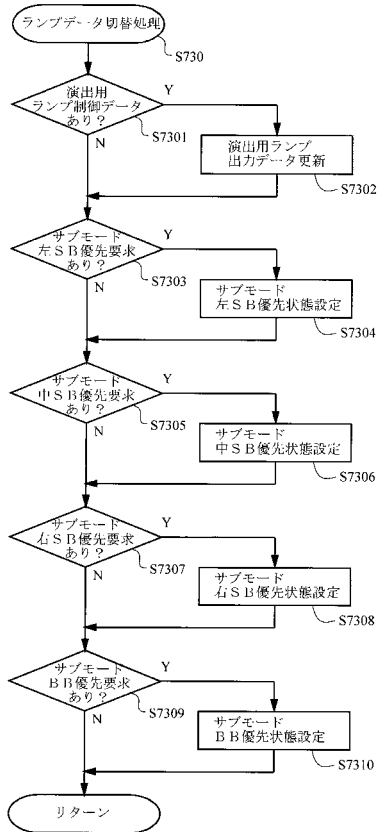 ランプデータ切替処理
S730
演出用
ランプ制御データ
あり？
Y
N
S7301
演出用ランプ
出力データ更新
S7302
サブモード
左ＳＢ優先要求
あり？
Y
N
S7303
サブモード
左ＳＢ優先状態設定
S7304
サブモード
中ＳＢ優先要求
あり？
Y
N
S7305
サブモード
中ＳＢ優先状態設定
S7306
サブモード
右ＳＢ優先要求
あり？
Y
N
S7307
サブモード
右ＳＢ優先状態設定
S7308
サブモード
ＢＢ優先要求
あり？
Y
N
S7309
サブモード
ＢＢ優先状態設定
S7310
リターン